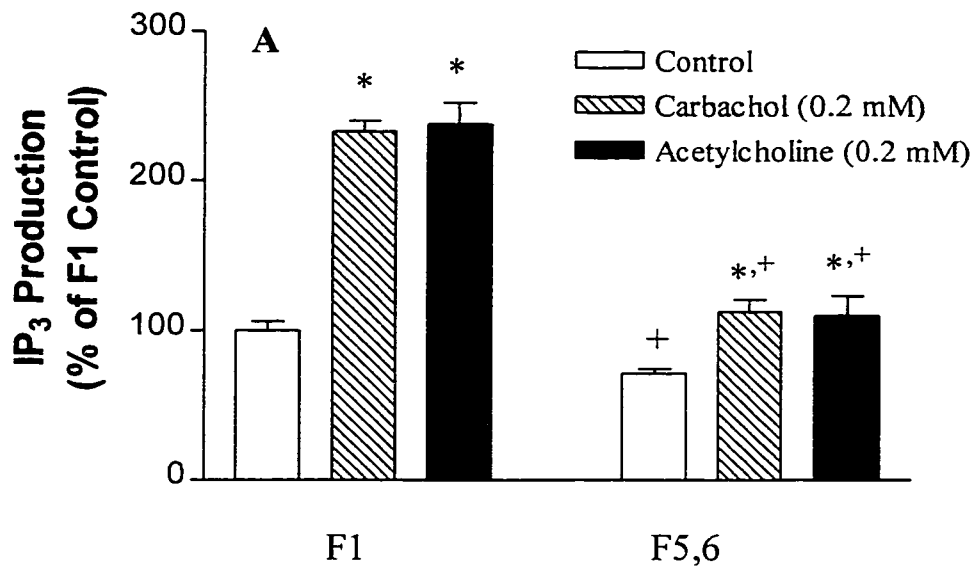 A
IP3 Production
(% of F1 Control)
300
200
100
0
Control
Carbachol (0.2 mM)
Acetylcholine (0.2 mM)
*
*
+
*,+
*,+
F1
F5,6